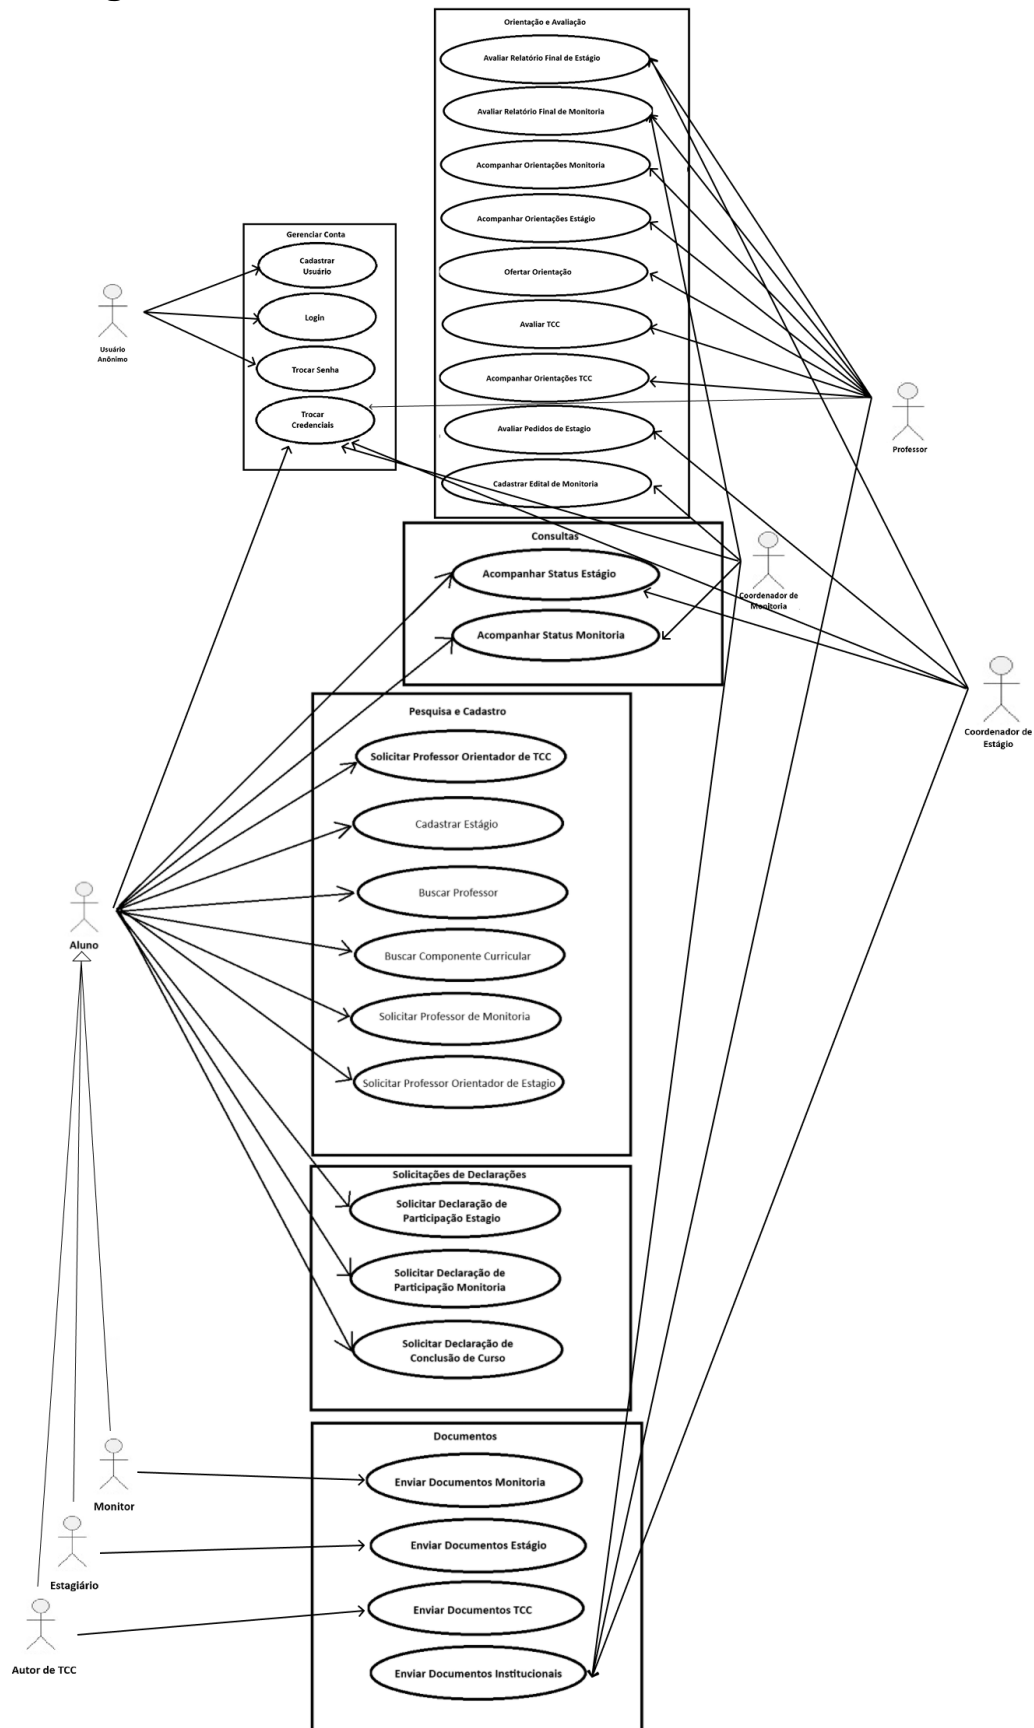 Orientação e Avaliação
Avaliar Relatório Final de Estágio
Avaliar Relatório Final de Monitoria
Acompanhar Orientações Monitoria
Acompanhar Orientações Estágio
Ofertar Orientação
Avaliar TCC
Acompanhar Orientações TCC
Avaliar Pedidos de Estagio
Cadastrar Edital de Monitoria
Gerenciar Conta
Cadastrar
Usuário
Login
Trocar Senha
Trocar
Credenciais
Usuário
Anônimo
Professor
Coordenador de
Monitoria
Coordenador de
Estágio
Consultas
Acompanhar Status Estágio
Acompanhar Status Monitoria
Pesquisa e Cadastro
Solicitar Professor Orientador de TCC
Cadastrar Estágio
Buscar Professor
Buscar Componente Curricular
Solicitar Professor de Monitoria
Solicitar Professor Orientador de Estagio
Aluno
Solicitações de Declarações
Solicitar Declaração de
Participação Estagio
Solicitar Declaração de
Participação Monitoria
Solicitar Declaração de
Conclusão de Curso
Documentos
Enviar Documentos Monitoria
Enviar Documentos Estágio
Enviar Documentos TCC
Enviar Documentos Institucionais
Monitor
Estagiário
Autor de TCC